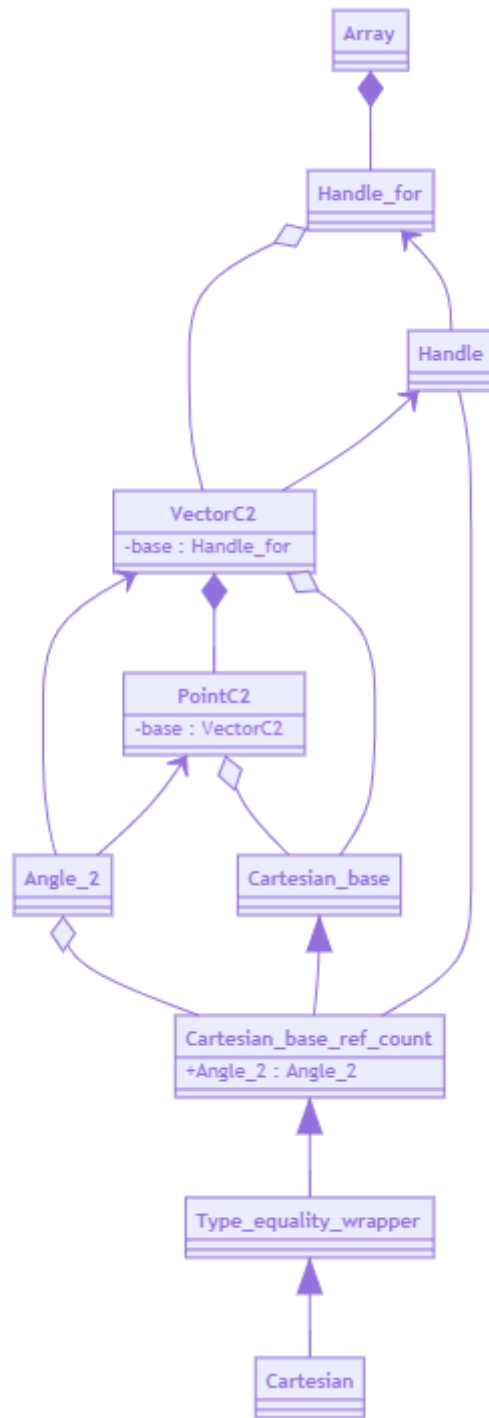 Array
Handle_for
Handle
VectorC2
-base : Handle_for
PointC2
-base : VectorC2
Angle_2
Cartesian_base
Cartesian_base_ref_count
+Angle_2 : Angle_2
Type_equality_wrapper
Cartesian